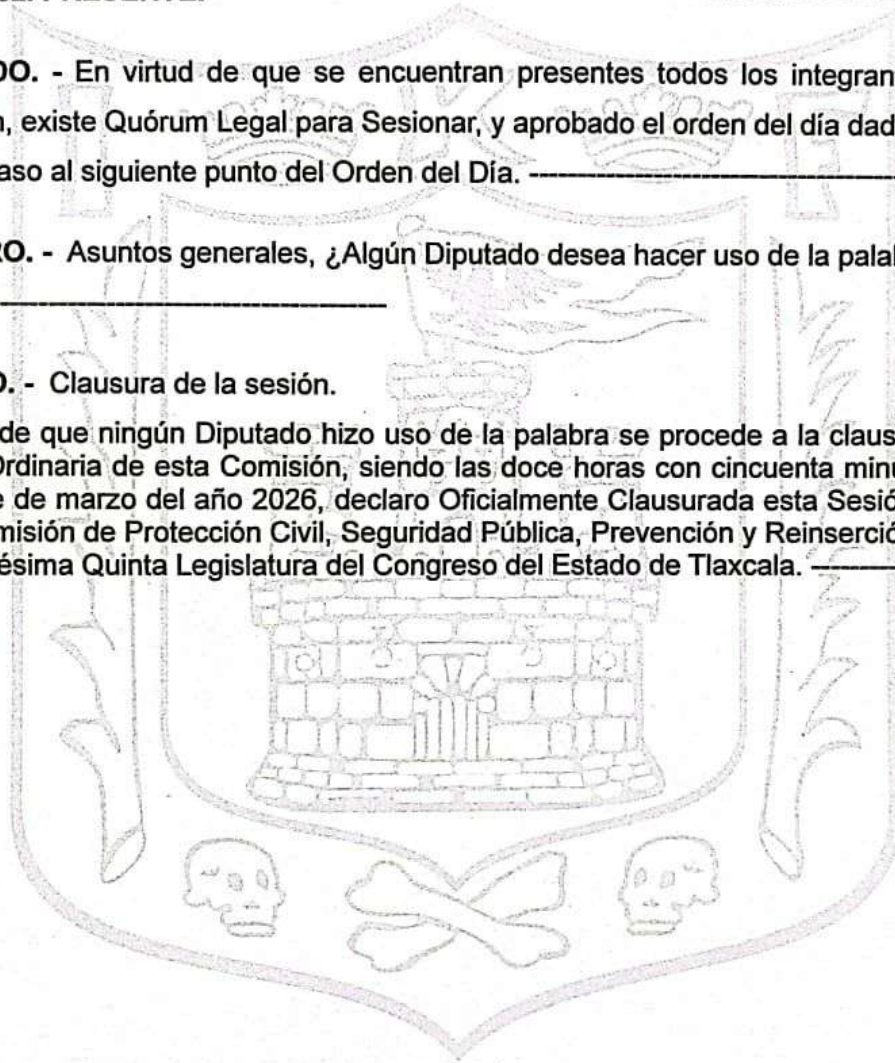 DO. - En virtud de que se encuentran presentes todos los integran
n, existe Quórum Legal para Sesionar, y aprobado el orden del día dad
aso al siguiente punto del Orden del Día. ------------------------------------
RO. - Asuntos generales, ¿Algún Diputado desea hacer uso de la palal
------------------------------------
O. - Clausura de la sesión.
de que ningún Diputado hizo uso de la palabra se procede a la claus
Ordinaria de esta Comisión, siendo las doce horas con cincuenta minu
e de marzo del año 2026, declaro Oficialmente Clausurada esta Sesió
misión de Protección Civil, Seguridad Pública, Prevención y Reinserció
ésima Quinta Legislatura del Congreso del Estado de Tlaxcala. --------
I K F